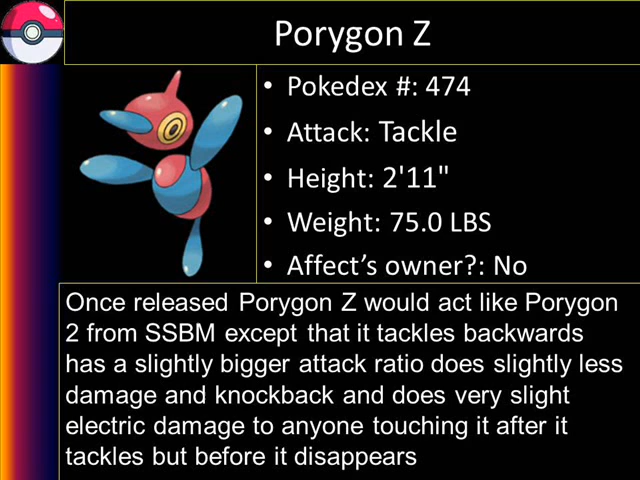 Porygon Z
• Pokedex #: 474
• Attack: Tackle
• Height: 2'11"
• Weight: 75.0 LBS
• Affect’s owner?: No
Once released Porygon Z would act like Porygon
2 from SSBM except that it tackles backwards
has a slightly bigger attack ratio does slightly less
damage and knockback and does very slight
electric damage to anyone touching it after it
tackles but before it disappears